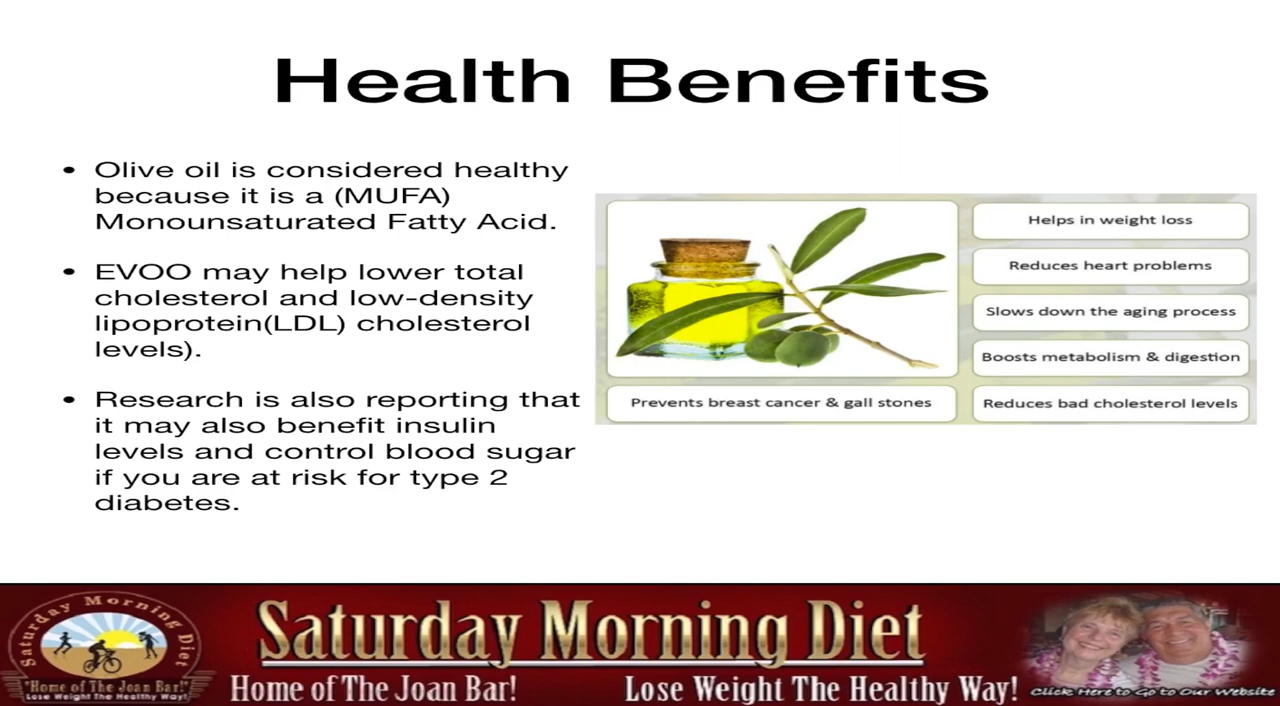 Health Benefits
• Olive oil is considered healthy
because it is a (MUFA)
Monounsaturated Fatty Acid.
• EVOO may help lower total
cholesterol and low-density
lipoprotein(LDL) cholesterol
levels).
• Research is also reporting that
it may also benefit insulin
levels and control blood sugar
if you are at risk for type 2
diabetes.
Helps in weight loss
Reduces heart problems
Slows down the aging process
Boosts metabolism & digestion
Prevents breast cancer & gall stones
Reduces bad cholesterol levels
Saturday Morning Diet
"Home of The Joan Bar!"
Lose Weight The Healthy Way!
Saturday Morning Diet
Home of The Joan Bar!
Lose Weight The Healthy Way!
Click Here to Go to Our Website